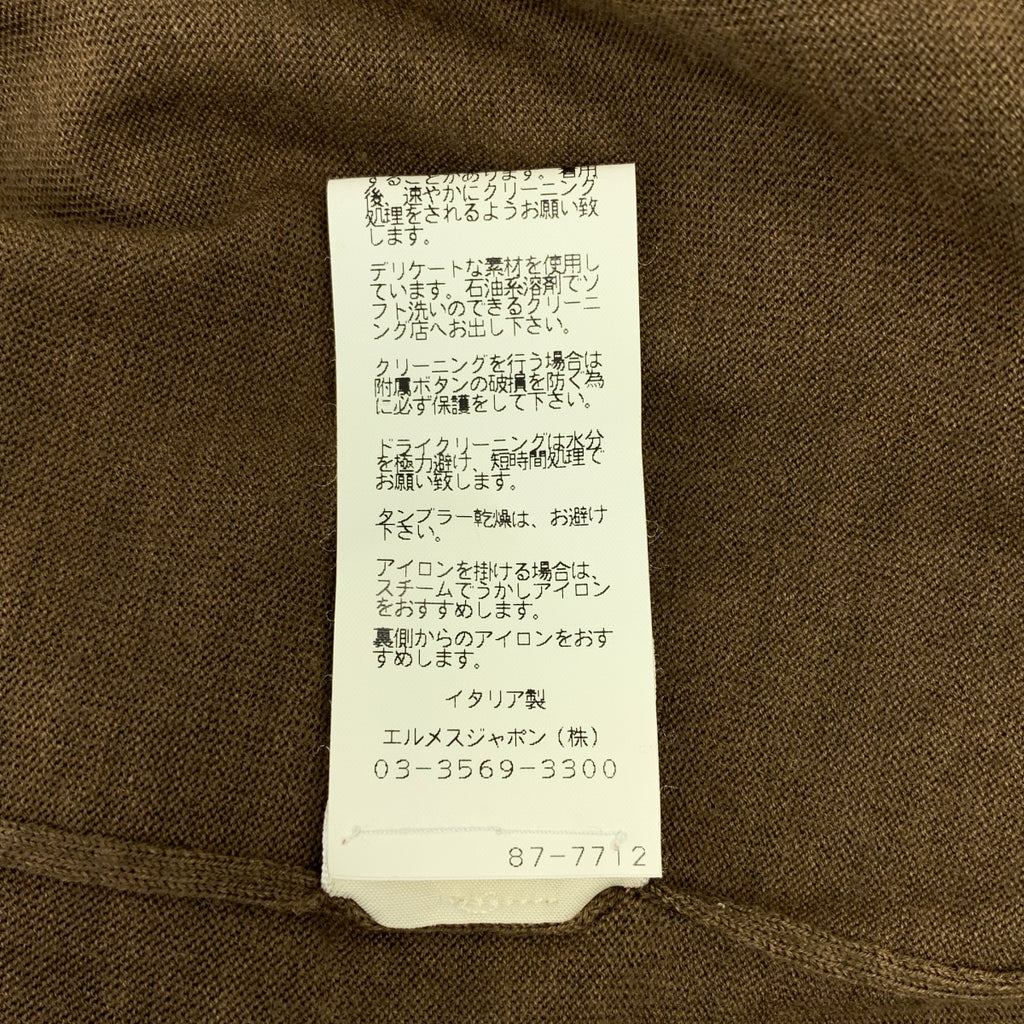 することがあります。着用
後、速やかにクリーニング
処理をされるようお願い致
します。
デリケートな素材を使用し
ています。石油系溶剤でソ
フト洗いのできるクリーニ
ング店へお出し下さい。
クリーニングを行う場合は
附属ボタンの破損を防ぐ為
に必ず保護をして下さい。
ドライクリーニングは水分
を極力避け、短時間処理で
お願い致します。
タンブラー乾燥は、お避け
下さい。
アイロンを掛ける場合は、
スチームでうかしアイロン
をおすすめします。
裏側からのアイロンをおす
すめします。
イタリア製
エルメスジャポン(株)
03-3569-3300
87-7712